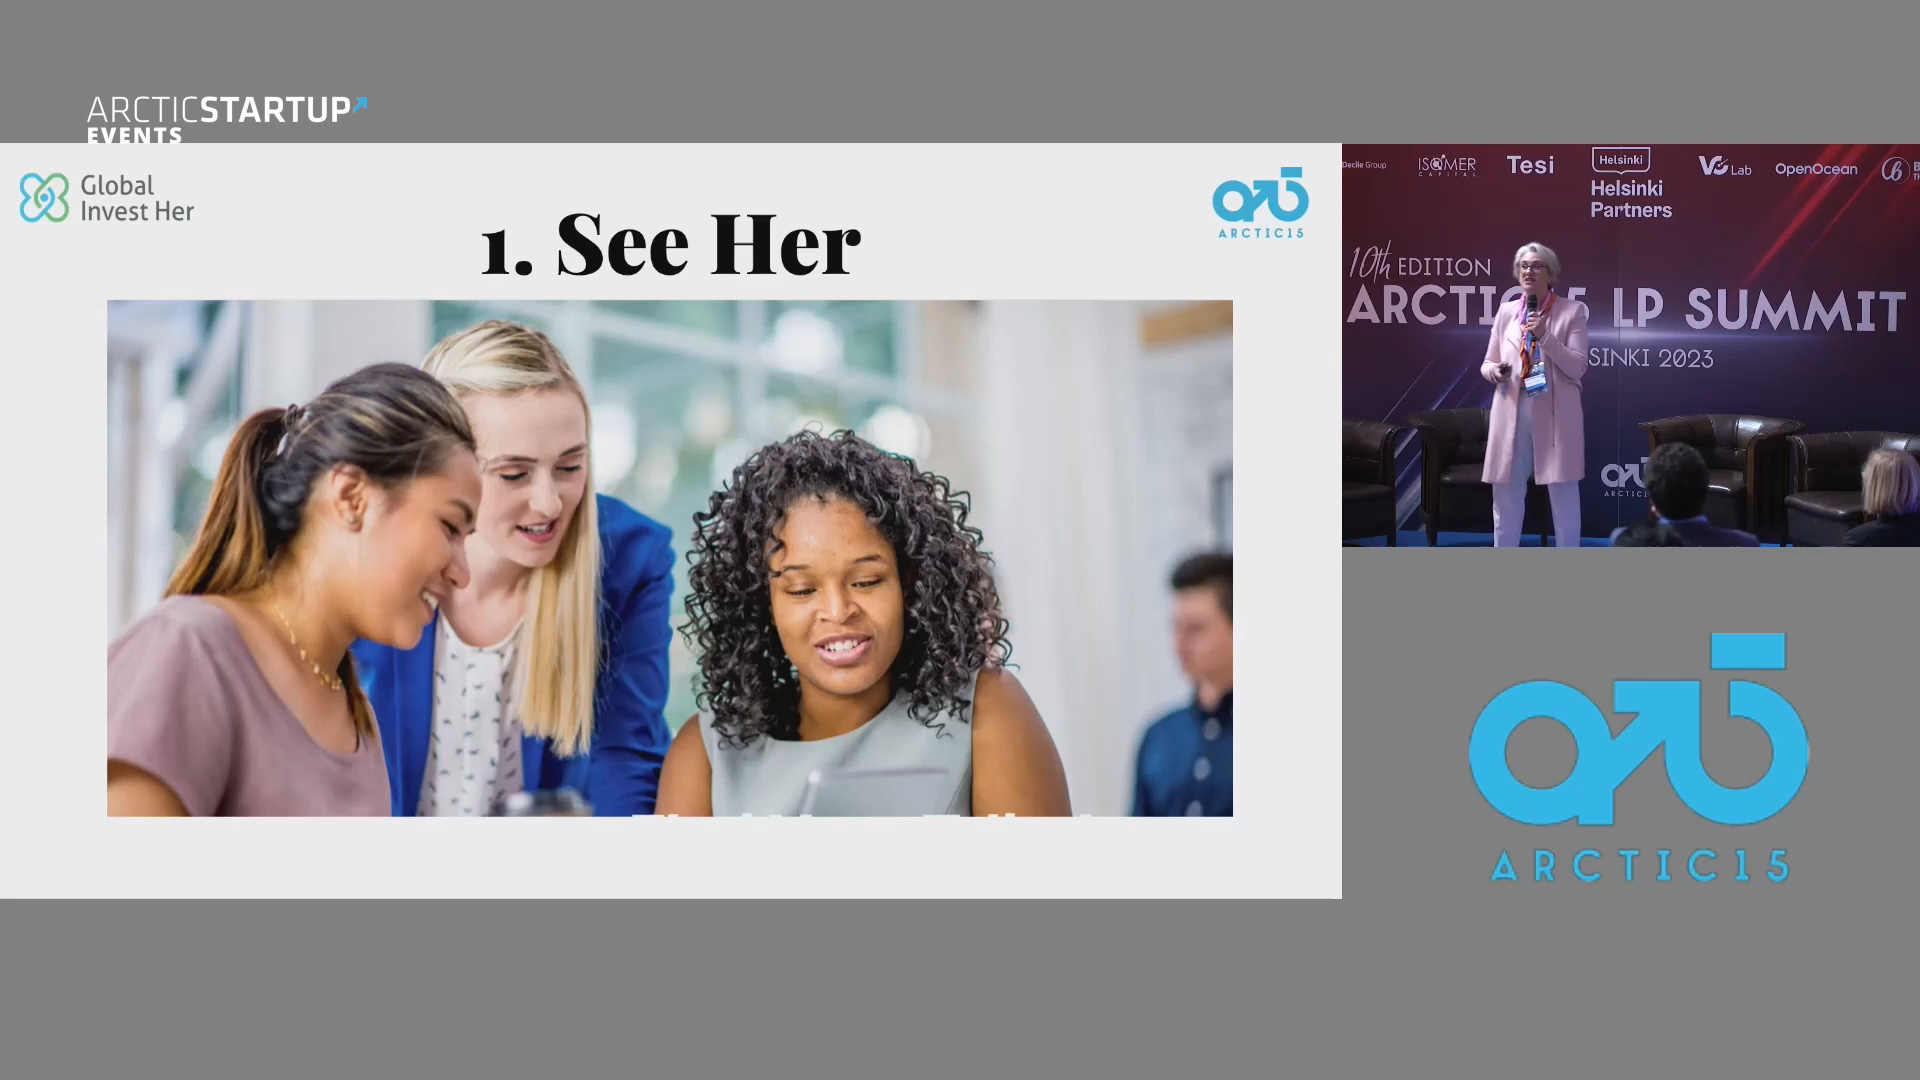 ARCTICSTARTUP
EVENTS
Global
Invest Her
1. See Her
ARCTIC15
Decile Group
ISOMER
CAPITAL
Tesi
Helsinki
Helsinki
Partners
VC Lab
OpenOcean
10th EDITION
ARCTIC15 LP SUMMIT
SINKI 2023
ARCTIC15